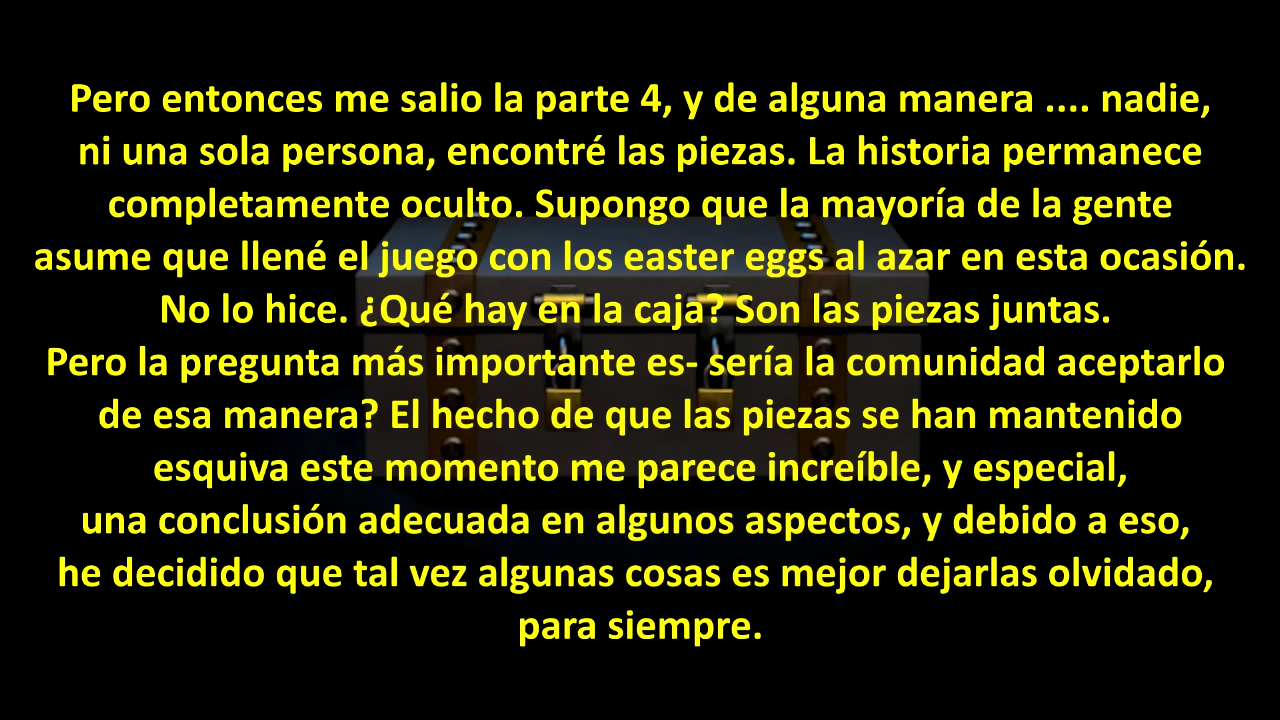 Pero entonces me salio la parte 4, y de alguna manera .... nadie,
ni una sola persona, encontré las piezas. La historia permanece
completamente oculto. Supongo que la mayoría de la gente
asume que llené el juego con los easter eggs al azar en esta ocasión.
No lo hice. ¿Qué hay en la caja? Son las piezas juntas.
Pero la pregunta más importante es- sería la comunidad aceptarlo
de esa manera? El hecho de que las piezas se han mantenido
esquiva este momento me parece increíble, y especial,
una conclusión adecuada en algunos aspectos, y debido a eso,
he decidido que tal vez algunas cosas es mejor dejarlas olvidado,
para siempre.